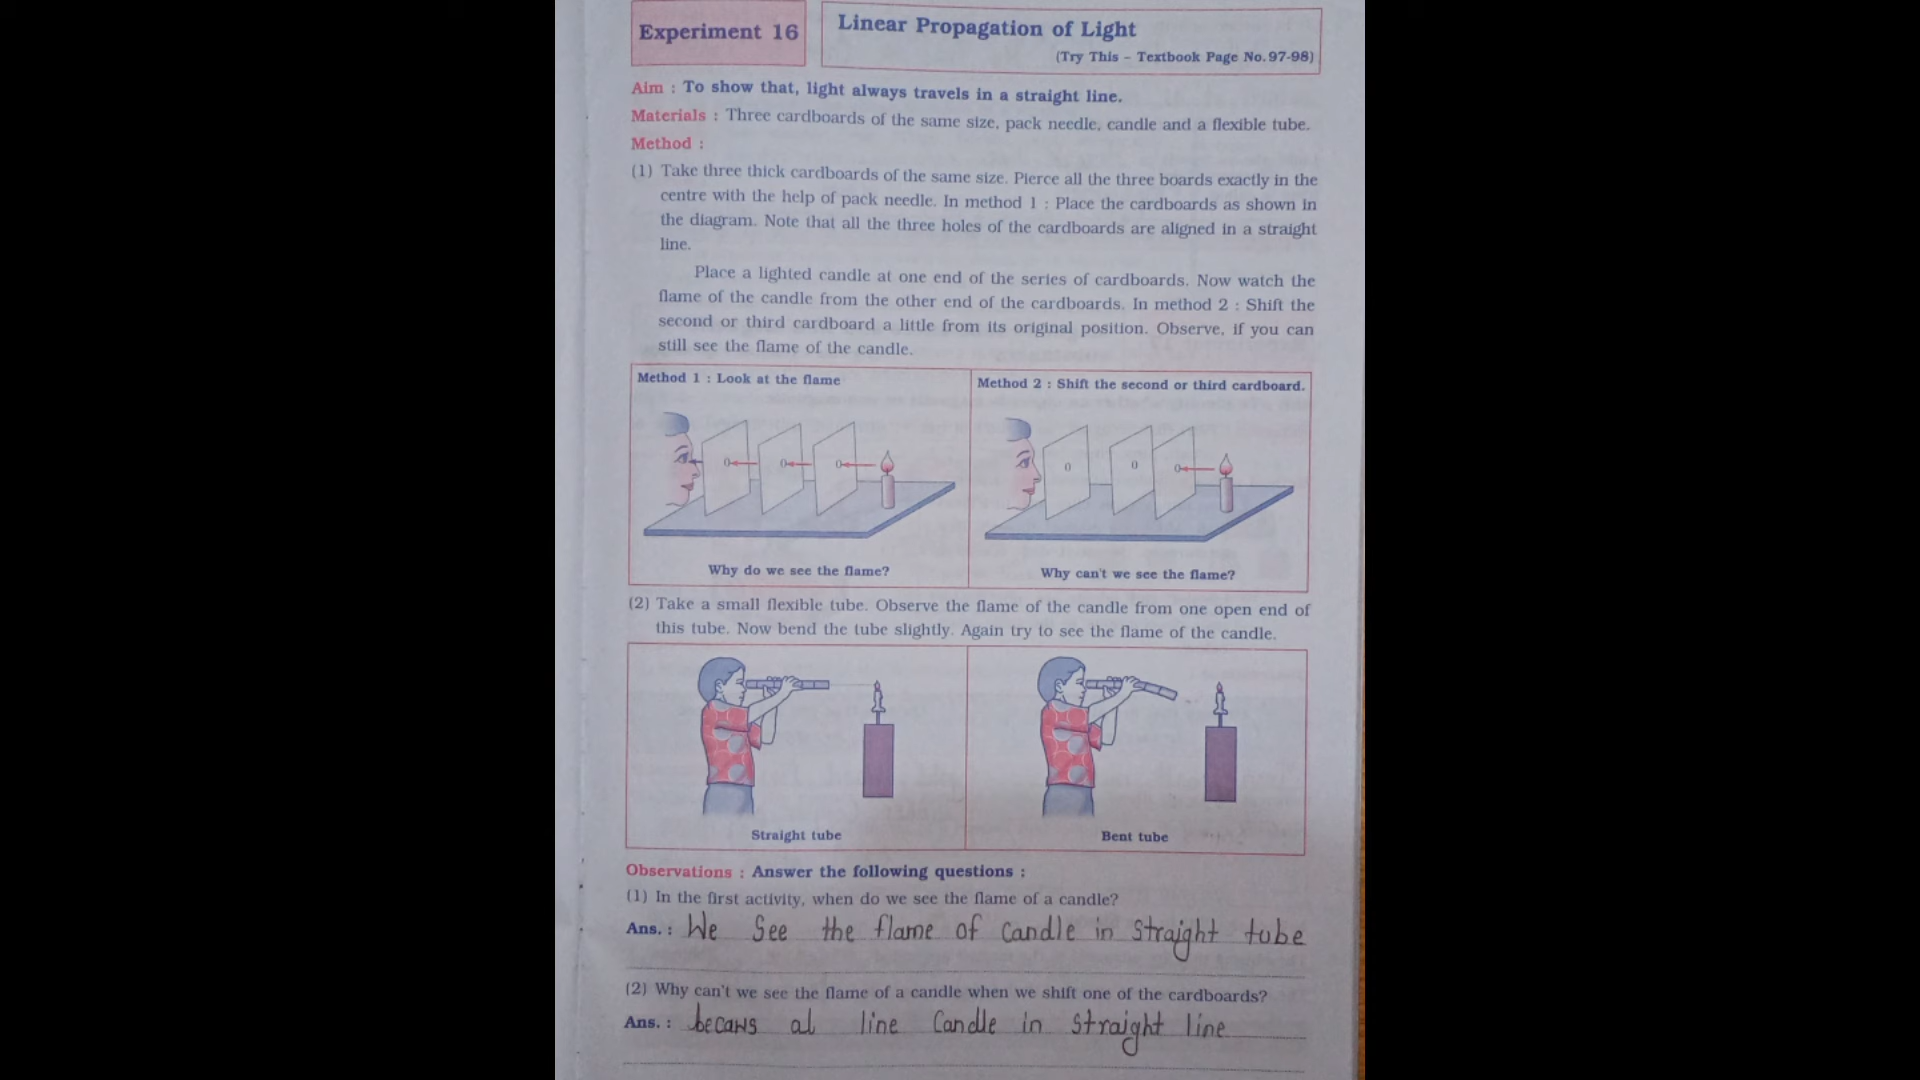 Experiment 16
Linear Propagation of Light
(Try This – Textbook Page No. 97-98)
Aim : To show that, light always travels in a straight line.
Materials : Three cardboards of the same size, pack needle, candle and a flexible tube.
Method :
(1) Take three thick cardboards of the same size. Pierce all the three boards exactly in the
centre with the help of pack needle. In method 1 : Place the cardboards as shown in
the diagram. Note that all the three holes of the cardboards are aligned in a straight
line.
Place a lighted candle at one end of the series of cardboards. Now watch the
flame of the candle from the other end of the cardboards. In method 2 : Shift the
second or third cardboard a little from its original position. Observe, if you can
still see the flame of the candle.
Method 1 : Look at the flame
Method 2 : Shift the second or third cardboard.
Why do we see the flame?
Why can't we see the flame?
(2) Take a small flexible tube. Observe the flame of the candle from one open end of
this tube. Now bend the tube slightly. Again try to see the flame of the candle.
Straight tube
Bent tube
Observations : Answer the following questions :
(1) In the first activity, when do we see the flame of a candle?
Ans. : We See the flame of candle in straight tube
(2) Why can't we see the flame of a candle when we shift one of the cardboards?
Ans. : becaws al line Candle in straight line